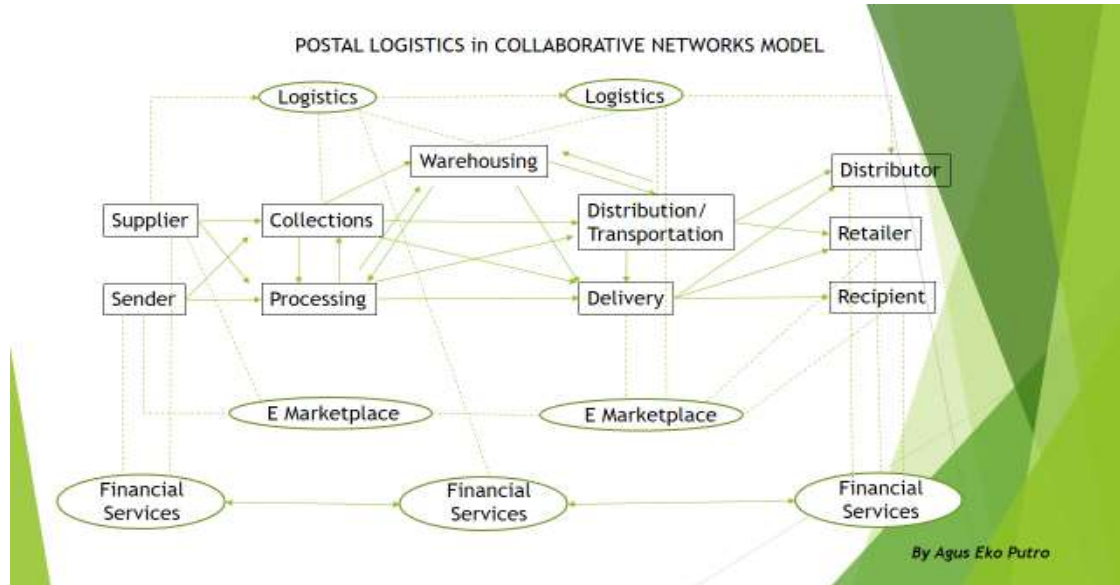 POSTAL LOGISTICS in COLLABORATIVE NETWORKS MODEL
Logistics
Logistics
Warehousing
Distributor
Supplier
Collections
Distribution/
Transportation
Retailer
Sender
Processing
Delivery
Recipient
E Marketplace
E Marketplace
Financial
Services
Financial
Services
Financial
Services
By Agus Eko Putro